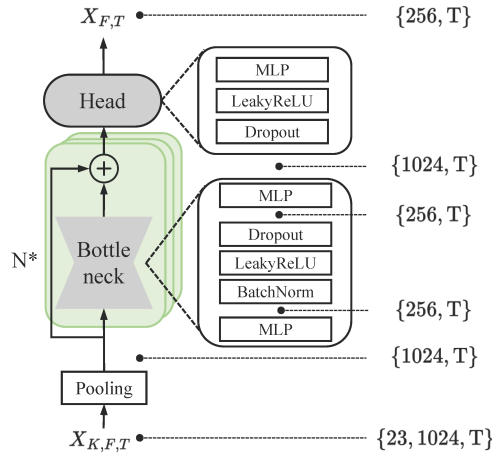 X_{F,T}
{256, T}
MLP
LeakyReLU
Dropout
Head
{1024, T}
+
MLP
{256, T}
Dropout
LeakyReLU
BatchNorm
N*
Bottle
neck
{256, T}
MLP
{1024, T}
Pooling
X_{K,F,T}
{23, 1024, T}